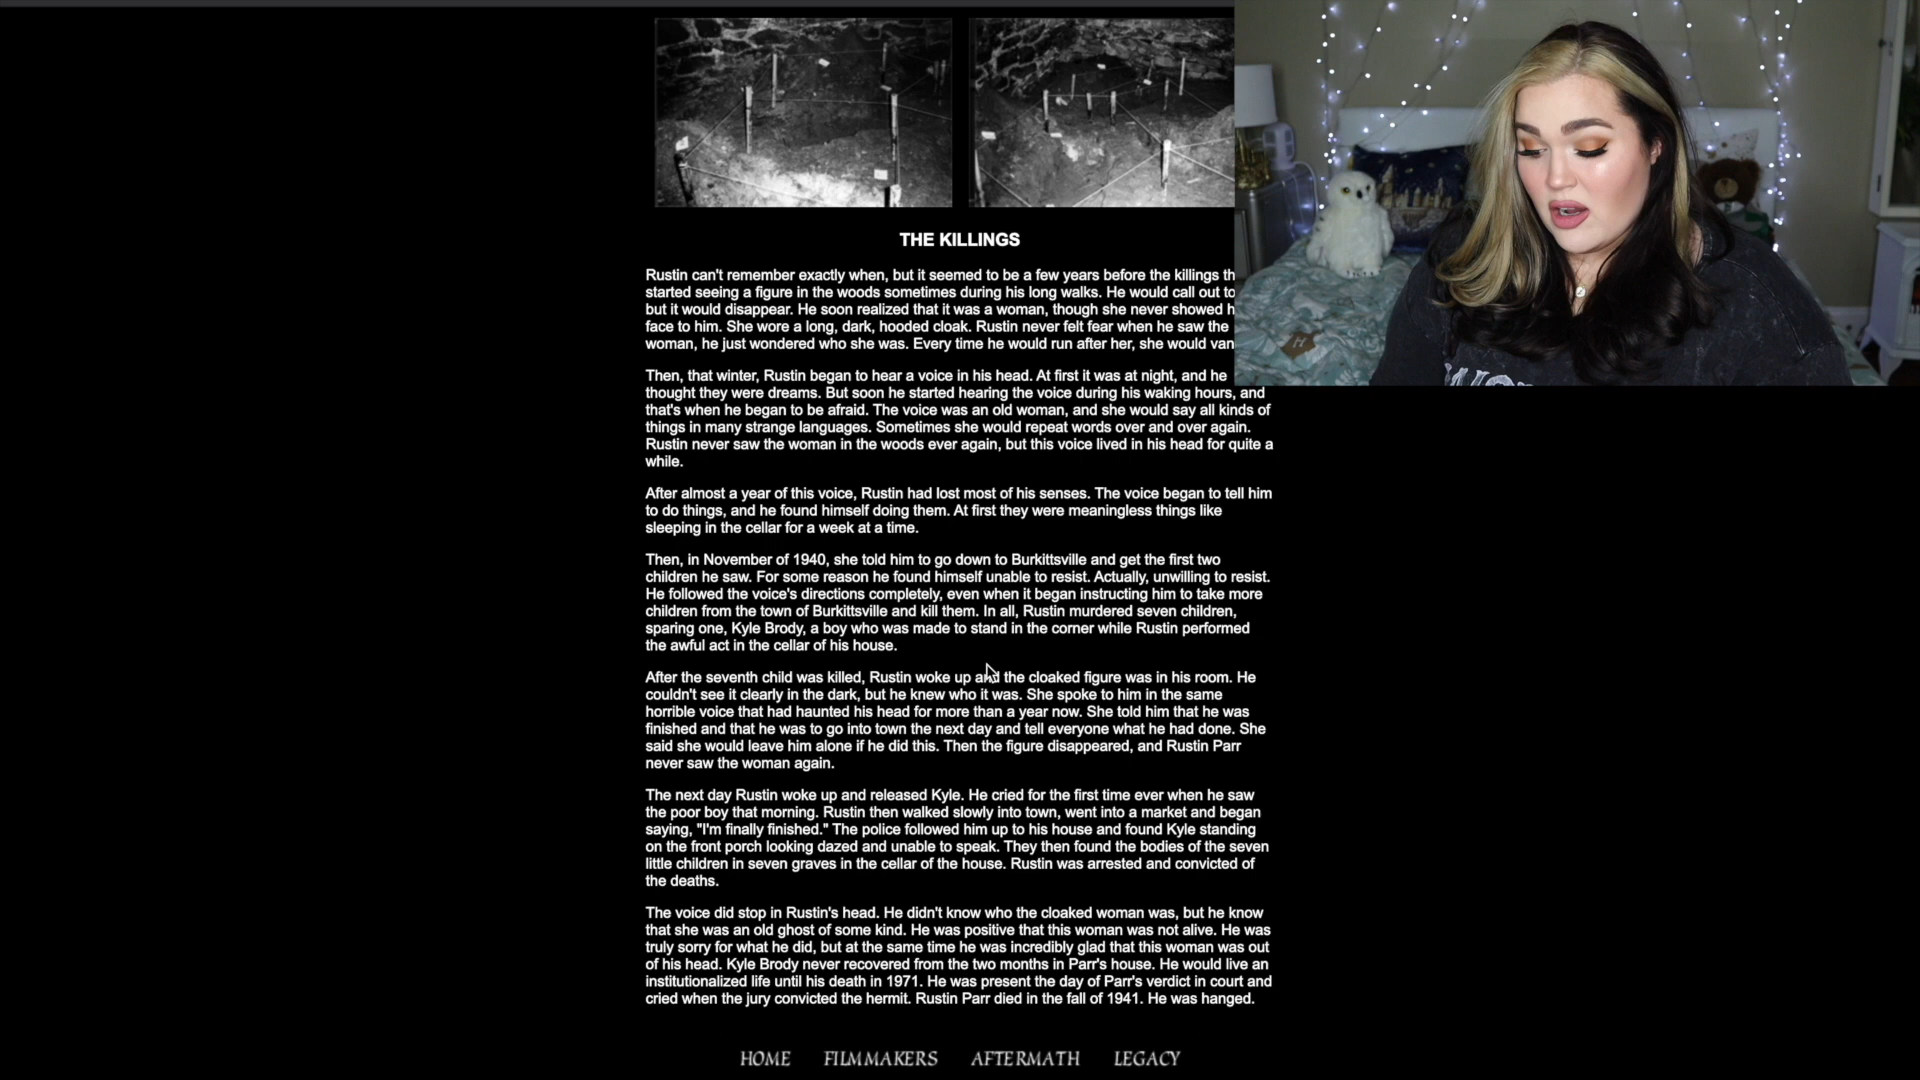 THE KILLINGS
Rustin can't remember exactly when, but it seemed to be a few years before the killings
started seeing a figure in the woods sometimes during his long walks. He would call out to
but it would disappear. He soon realized that it was a woman, though she never showed
face to him. She wore a long, dark, hooded cloak. Rustin never felt fear when he saw the
woman, he just wondered who she was. Every time he would run after her, she would
Then, that winter, Rustin began to hear a voice in his head. At first it was at night, and he
thought they were dreams. But soon he started hearing the voice during his waking hours, and
that's when he began to be afraid. The voice was an old woman, and she would say all kinds of
things in many strange languages. Sometimes she would repeat words over and over again.
Rustin never saw the woman in the woods ever again, but this voice lived in his head for quite a
while.
After almost a year of this voice, Rustin had lost most of his senses. The voice began to tell him
to do things, and he found himself doing them. At first they were meaningless things like
sleeping in the cellar for a week at a time.
Then, in November of 1940, she told him to go down to Burkittsville and get the first two
children he saw. For some reason he found himself unable to resist. Actually, unwilling to resist.
He followed the voice's directions completely, even when it began instructing him to take more
children from the town of Burkittsville and kill them. In all, Rustin murdered seven children,
sparing one, Kyle Brody, a boy who was made to stand in the corner while Rustin performed
the awful act in the cellar of his house.
After the seventh child was killed, Rustin woke up and the cloaked figure was in his room. He
couldn't see it clearly in the dark, but he knew who it was. She spoke to him in the same
horrible voice that had haunted his head for more than a year now. She told him that he was
finished and that he was to go into town the next day and tell everyone what he had done. She
said she would leave him alone if he did this. Then the figure disappeared, and Rustin Parr
never saw the woman again.
The next day Rustin woke up and released Kyle. He cried for the first time ever when he saw
the poor boy that morning. Rustin then walked slowly into town, went into a market and began
saying, "I'm finally finished." The police followed him up to his house and found Kyle standing
on the front porch looking dazed and unable to speak. They then found the bodies of the seven
little children in seven graves in the cellar of the house. Rustin was arrested and convicted of
the deaths.
The voice did stop in Rustin's head. He didn't know who the cloaked woman was, but he know
that she was an old ghost of some kind. He was positive that this woman was not alive. He was
truly sorry for what he did, but at the same time he was incredibly glad that this woman was out
of his head. Kyle Brody never recovered from the two months in Parr's house. He would live an
institutionalized life until his death in 1971. He was present the day of Parr's verdict in court and
cried when the jury convicted the hermit. Rustin Parr died in the fall of 1941. He was hanged.
HOME FILMMAKERS AFTERMATH LEGACY